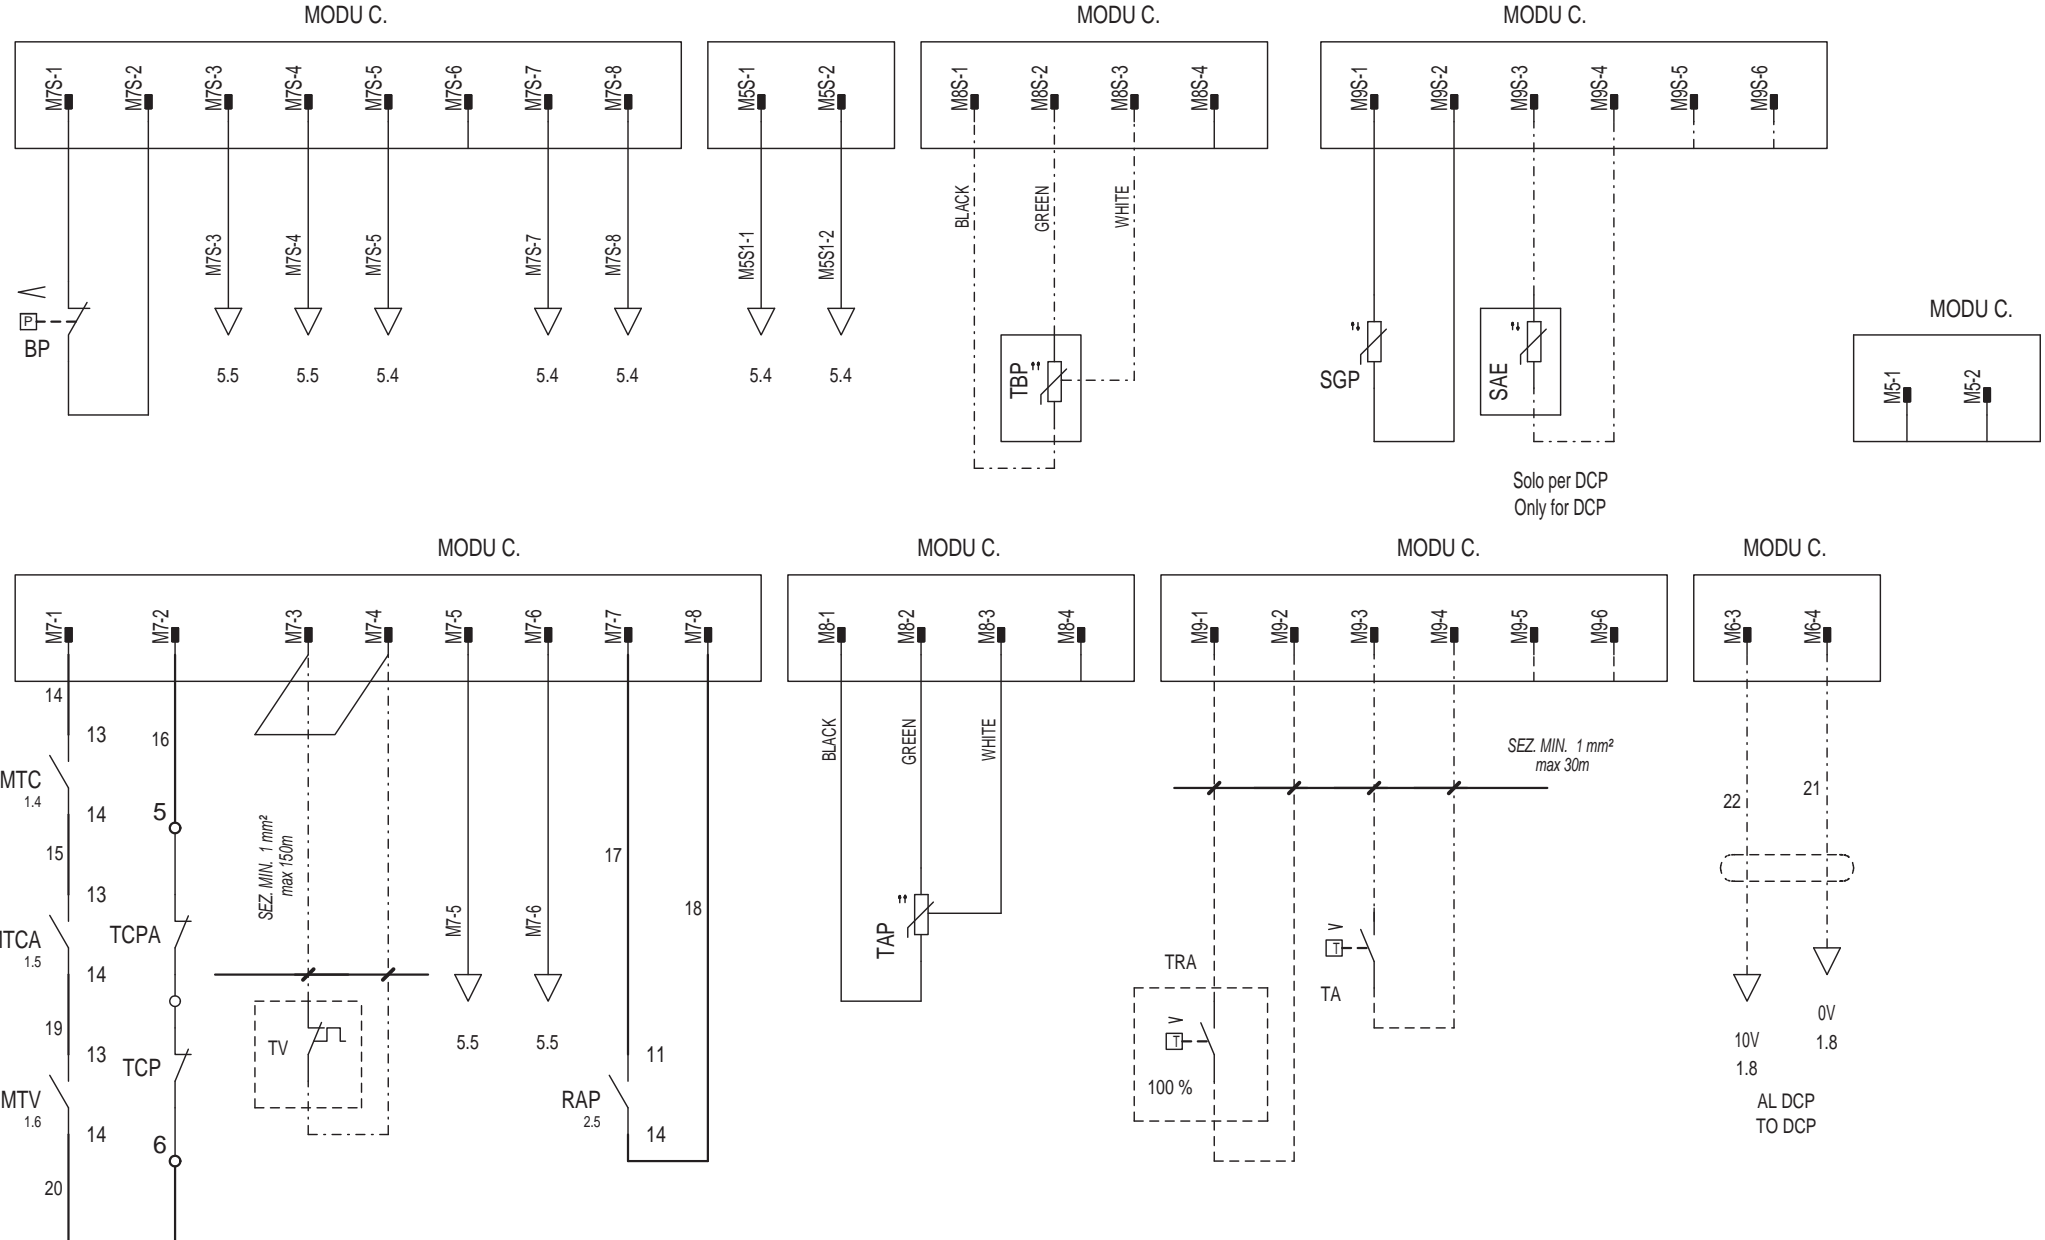 MODU C.
MODU C.
MODU C.
M7S-1
M7S-2
M7S-3
M7S-4
M7S-5
M7S-6
M7S-7
M7S-8
M5S-1
M5S-2
M8S-1
M8S-2
M8S-3
M8S-4
M9S-1
M9S-2
M9S-3
M9S-4
M9S-5
M9S-6
BLACK
GREEN
WHITE
M7S-3
M7S-4
M7S-5
M7S-7
M7S-8
M5S1-1
M5S1-2
P
BP
5.5
5.5
5.4
5.4
5.4
5.4
5.4
TBP
SGP
SAE
MODU C.
M5-1
M5-2
Solo per DCP
Only for DCP
MODU C.
MODU C.
MODU C.
MODU C.
M7-1
M7-2
M7-3
M7-4
M7-5
M7-6
M7-7
M7-8
M8-1
M8-2
M8-3
M8-4
M9-1
M9-2
M9-3
M9-4
M9-5
M9-6
M6-3
M6-4
14
13
16
MTC
1.4
14
5
15
13
TCPA
1.5
14
19
13
TCP
MTV
1.6
14
6
20
SEZ. MIN. 1 mm²
max 150m
TV
M7-5
M7-6
5.5
5.5
17
18
11
RAP
2.5
14
BLACK
GREEN
WHITE
TAP
SEZ. MIN. 1 mm²
max 30m
TRA
T
100 %
T
TA
22
21
10V
1.8
0V
1.8
AL DCP
TO DCP